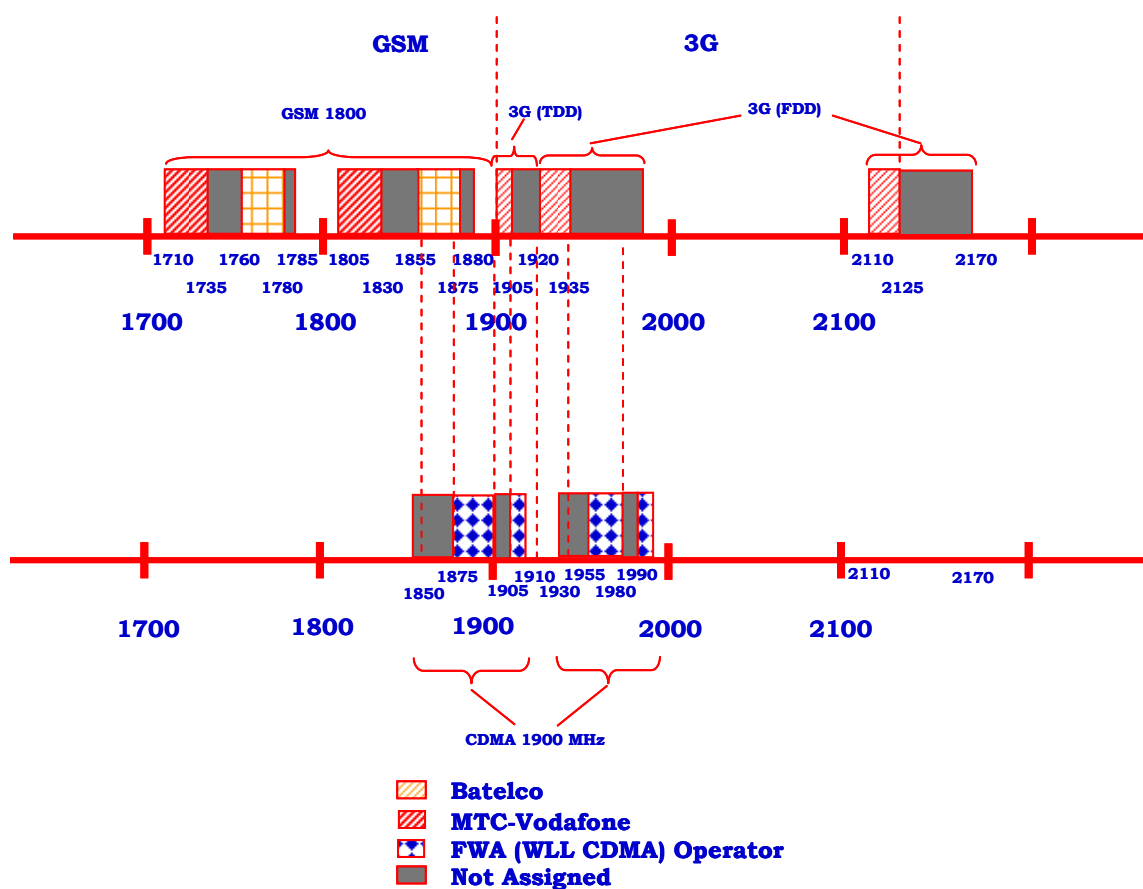 GSM 3G
GSM 1800 3G (TDD) 3G (FDD)
1710 1760 1785 1805 1855 1880 1920 2110 2170
1735 1780 1830 1875 1905 1935 2125
1700 1800 1900 2000 2100
1875 1910 1955 1990 2110 2170
1850 1905 1930 1980
1700 1800 1900 2000 2100
CDMA 1900 MHz
Batelco
MTC-Vodafone
FWA (WLL CDMA) Operator
Not Assigned